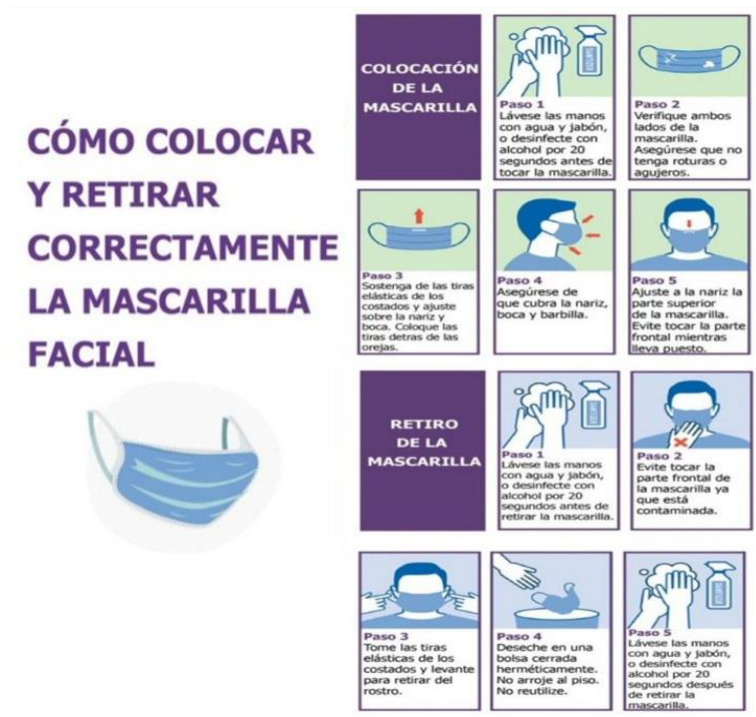 CÓMO COLOCAR
Y RETIRAR
CORRECTAMENTE
LA MASCARILLA
FACIAL
COLOCACIÓN
DE LA
MASCARILLA
Paso 1
Lávese las manos
con agua y jabón,
o desinfecte con
alcohol por 20
segundos antes de
tocar la mascarilla.
Paso 2
Verifique ambos
lados de la
mascarilla.
Asegúrese que no
tenga roturas o
agujeros.
Paso 3
Sostenga de las tiras
elásticas de los
costados y ajuste
sobre la nariz y
boca. Coloque las
tiras detras de las
orejas.
Paso 4
Asegúrese de
que cubra la nariz,
boca y barbilla.
Paso 5
Ajuste a la nariz la
parte superior
de la mascarilla.
Evite tocar la parte
frontal mientras
lleva puesto.
RETIRO
DE LA
MASCARILLA
Paso 1
Lávese las manos
con agua y jabón,
o desinfecte con
alcohol por 20
segundos antes de
retirar la mascarilla.
Paso 2
Evite tocar la
parte frontal de
la mascarilla ya
que está
contaminada.
Paso 3
Tome las tiras
elásticas de los
costados y levante
para retirar del
rostro.
Paso 4
Deseche en una
bolsa cerrada
herméticamente.
No arroje al piso.
No reutilize.
Paso 5
Lávese las manos
con agua y jabón,
o desinfecte con
alcohol por 20
segundos después
de retirar la
mascarilla.